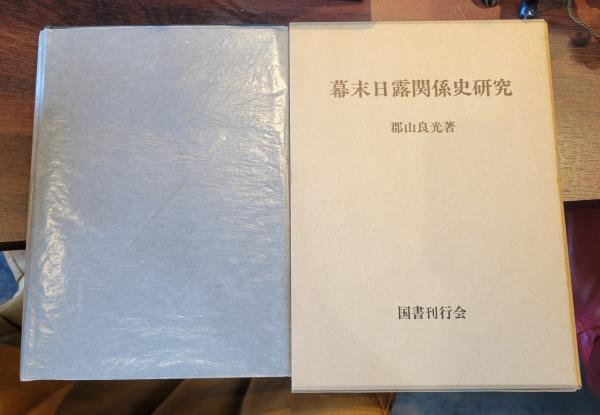 幕末日露関係史研究
郡山良光著
国書刊行会